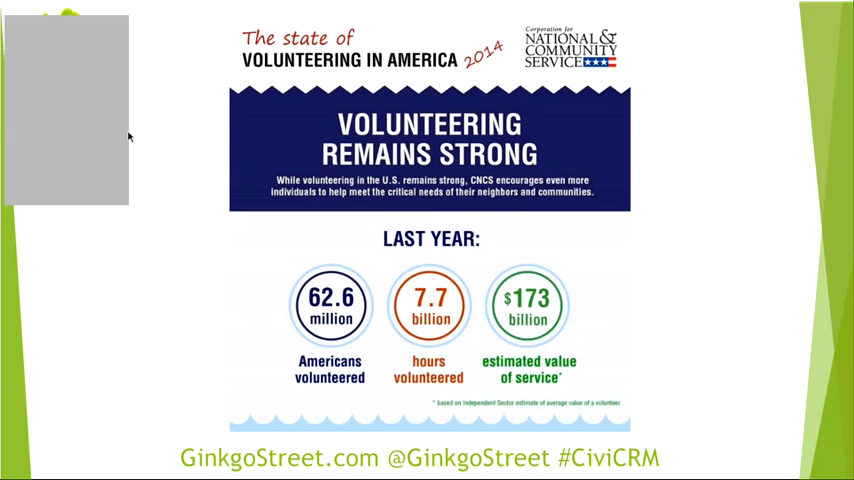 The state of
VOLUNTEERING IN AMERICA 2014
Corporation for
NATIONAL &
COMMUNITY
SERVICE
VOLUNTEERING
REMAINS STRONG
While volunteering in the U.S. remains strong, CNCS encourages even more
individuals to help meet the critical needs of their neighbors and communities.
LAST YEAR:
62.6
million
Americans
volunteered
7.7
billion
hours
volunteered
$173
billion
estimated value
of service*
* based on Independent Sector estimate of average value of a volunteer
GinkgoStreet.com @GinkgoStreet #CiviCRM